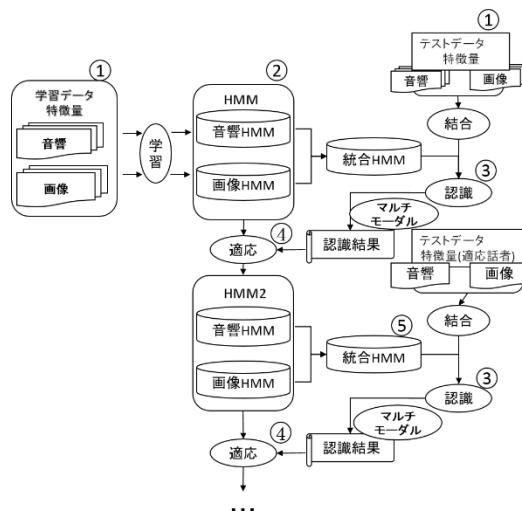 ①
学習データ
特徴量
音響
画像
学習
②
HMM
音響HMM
画像HMM
統合HMM
①
テストデータ
特徴量
音響
画像
結合
③
認識
マルチ
モーダル
認識結果
④
適応
テストデータ
特徴量(適応話者)
音響
画像
結合
HMM2
音響HMM
画像HMM
⑤
統合HMM
③
認識
マルチ
モーダル
認識結果
④
適応
…